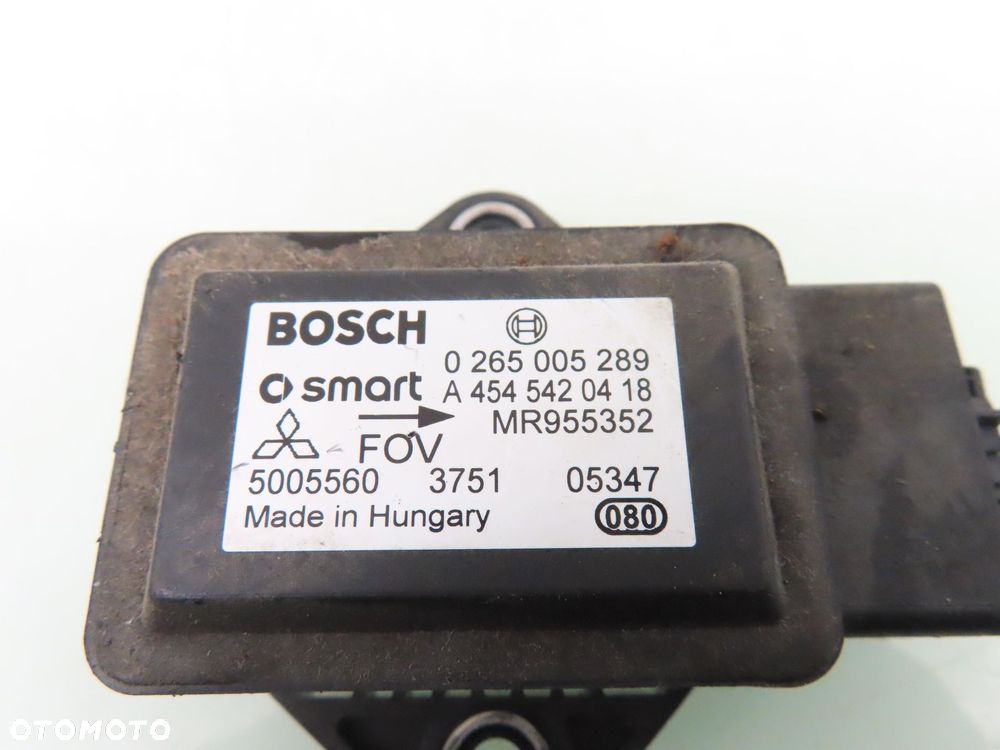 BOSCH
0 265 005 289
smart A 454 542 04 18
MR955352
FOV
5005560 3751 05347
Made in Hungary 080
OTOMOTO